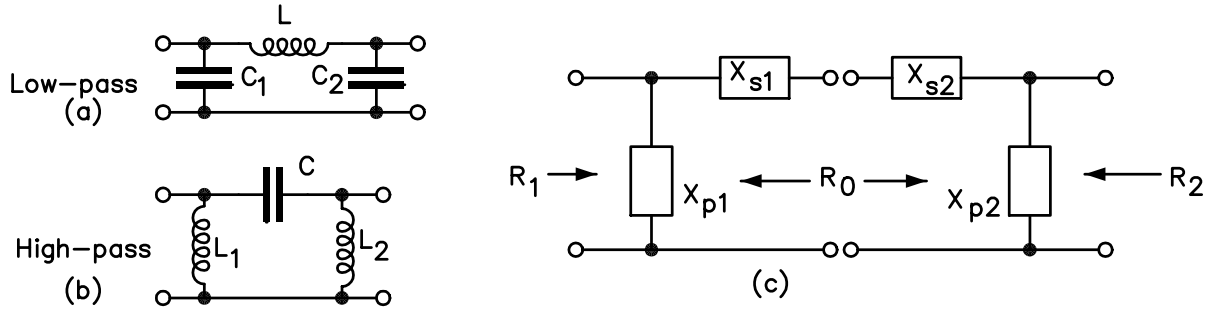 L
C1
C2
Low-pass
(a)
C
L1
L2
High-pass
(b)
Xs1
Xs2
R1
Xp1
R0
Xp2
R2
(c)